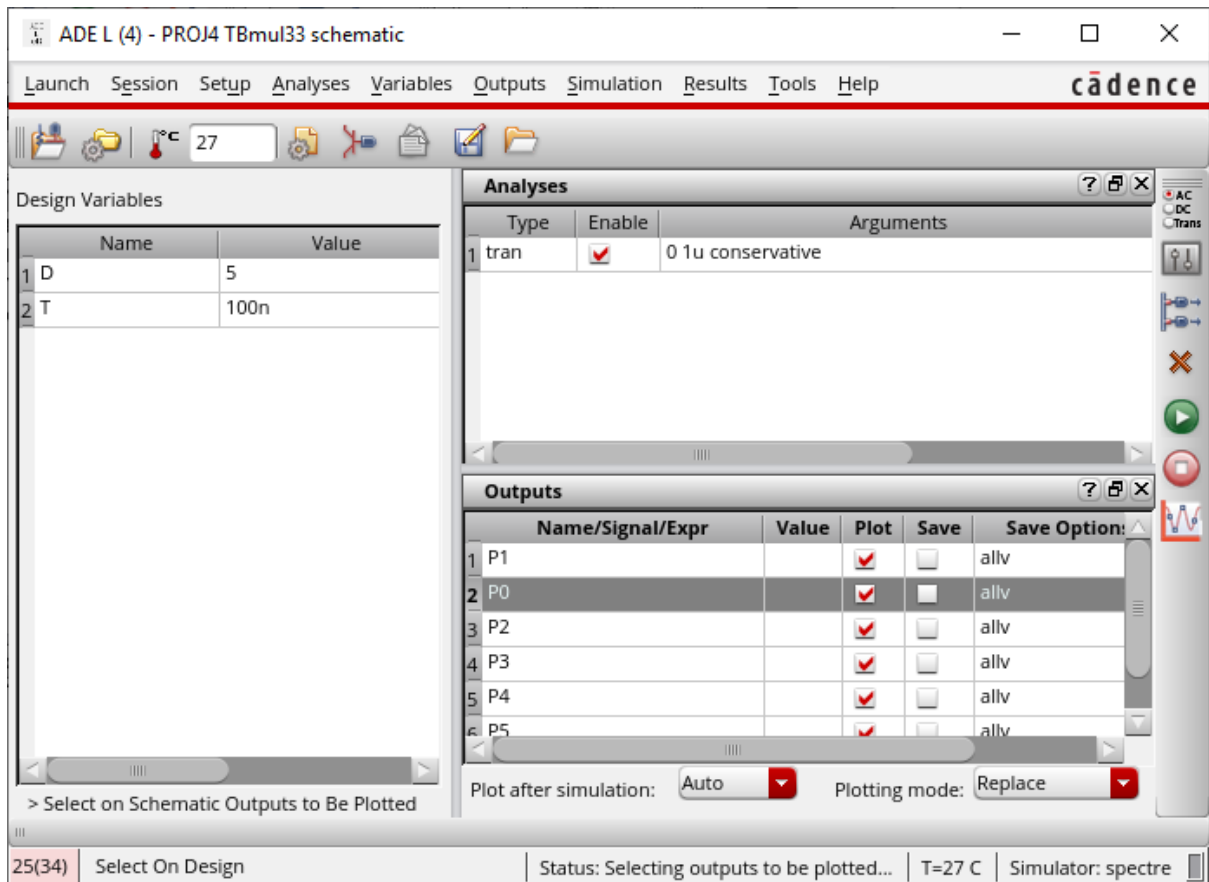 ADE L (4) - PROJ4 TBmul33 schematic
Launch Session Setup Analyses Variables Outputs Simulation Results Tools Help cādence
°C 27
Design Variables
Name Value
1 D 5
2 T 100n
> Select on Schematic Outputs to Be Plotted
Analyses
Type Enable Arguments
1 tran 0 1u conservative
Outputs
Name/Signal/Expr Value Plot Save Save Options
1 P1 allv
2 P0 allv
3 P2 allv
4 P3 allv
5 P4 allv
6 P5 allv
Plot after simulation: Auto Plotting mode: Replace
AC
DC
Trans
25(34) Select On Design Status: Selecting outputs to be plotted... T=27 C Simulator: spectre